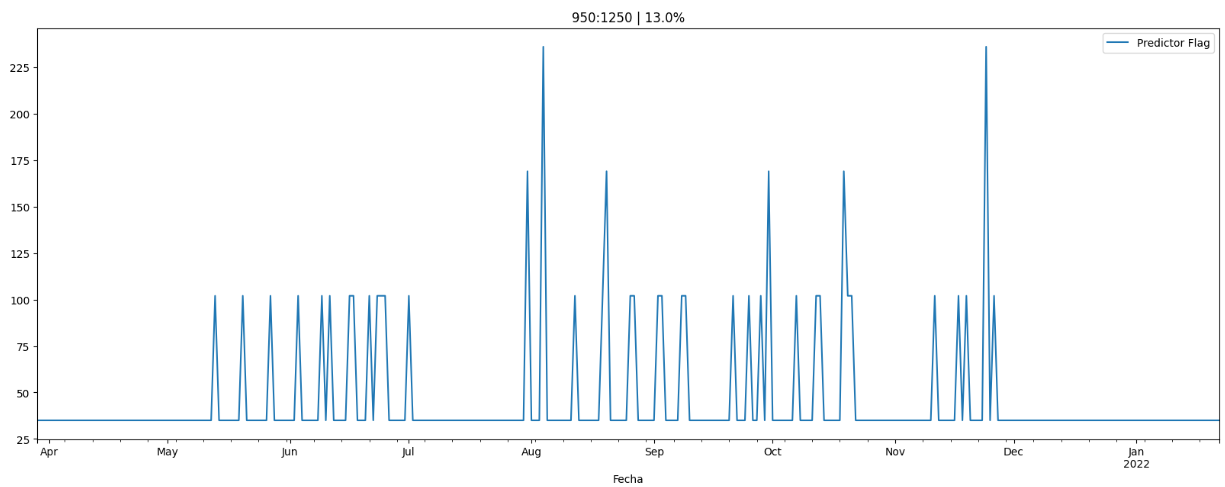 950:1250 | 13.0%
Predictor Flag
225
200
175
150
125
100
75
50
25
Apr
May
Jun
Jul
Aug
Sep
Oct
Nov
Dec
Jan
2022
Fecha